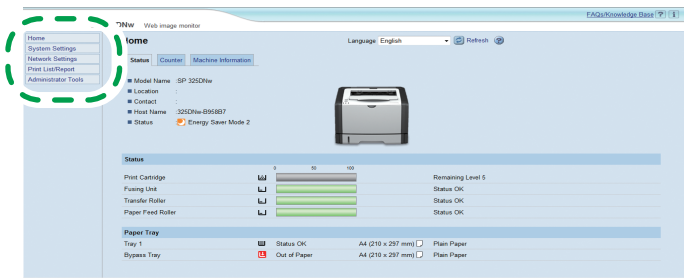 FAQs/Knowledge Base ? i
DNw Web image monitor
Home
System Settings
Network Settings
Print List/Report
Administrator Tools
Home
Language English Refresh ?
Status Counter Machine Information
Model Name :SP 325DNw
Location :
Contact :
Host Name :325DNw-B958B7
Status : Energy Saver Mode 2
Status
0 50 100
Print Cartridge Remaining Level 5
Fusing Unit Status OK
Transfer Roller Status OK
Paper Feed Roller Status OK
Paper Tray
Tray 1 Status OK A4 (210 x 297 mm) Plain Paper
Bypass Tray Out of Paper A4 (210 x 297 mm) Plain Paper